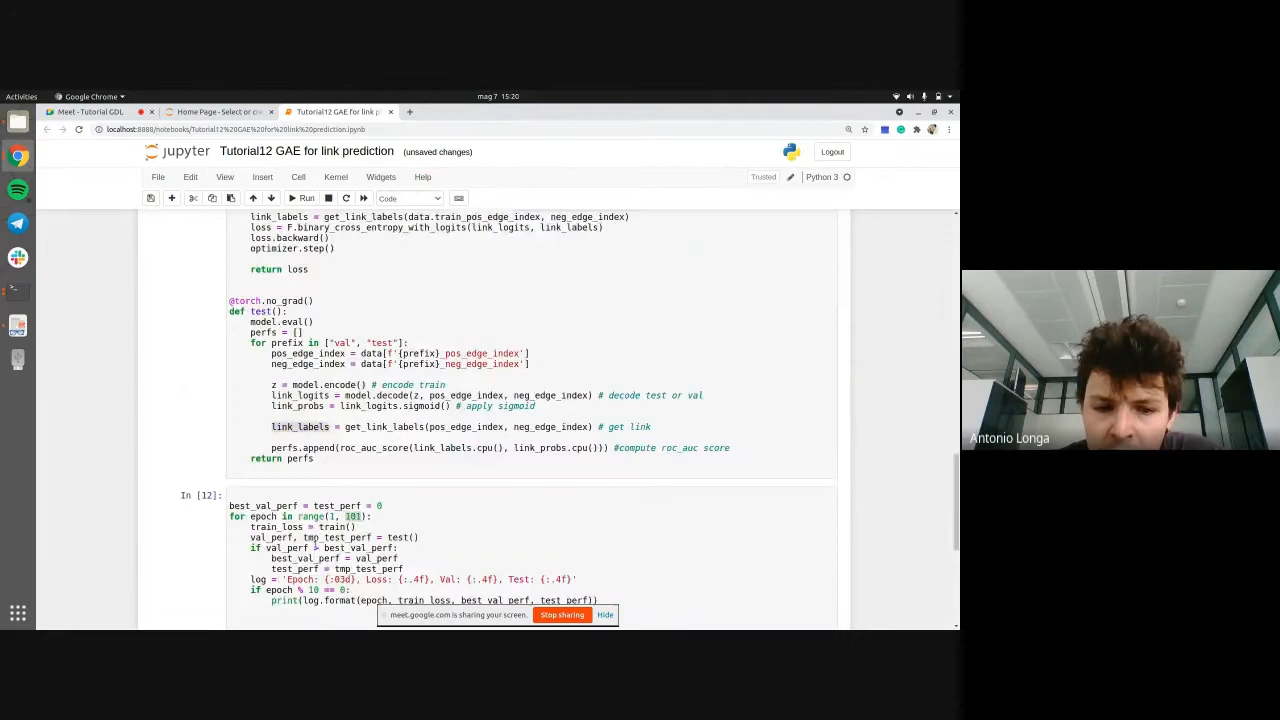 Activities
Google Chrome
mag 7 15:20
Meet - Tutorial GDL
Home Page - Select or cre
Tutorial12 GAE for link p
localhost:8888/notebooks/Tutorial12%20GAE%20for%20link%20prediction.ipynb
jupyter Tutorial12 GAE for link prediction (unsaved changes)
Logout
File Edit View Insert Cell Kernel Widgets Help
Trusted
Python 3
Run
Code
link_labels = get_link_labels(data.train_pos_edge_index, neg_edge_index)
loss = F.binary_cross_entropy_with_logits(link_logits, link_labels)
loss.backward()
optimizer.step()
return loss
@torch.no_grad()
def test():
model.eval()
perfs = []
for prefix in ["val", "test"]:
pos_edge_index = data[f'{prefix}_pos_edge_index']
neg_edge_index = data[f'{prefix}_neg_edge_index']
z = model.encode() # encode train
link_logits = model.decode(z, pos_edge_index, neg_edge_index) # decode test or val
link_probs = link_logits.sigmoid() # apply sigmoid
link_labels = get_link_labels(pos_edge_index, neg_edge_index) # get link
perfs.append(roc_auc_score(link_labels.cpu(), link_probs.cpu())) #compute roc_auc score
return perfs
In [12]:
best_val_perf = test_perf = 0
for epoch in range(1, 101):
train_loss = train()
val_perf, tmp_test_perf = test()
if val_perf > best_val_perf:
best_val_perf = val_perf
test_perf = tmp_test_perf
log = 'Epoch: {:03d}, Loss: {:.4f}, Val: {:.4f}, Test: {:.4f}'
if epoch % 10 == 0:
print(log.format(epoch, train_loss, best_val_perf, test_perf))
meet.google.com is sharing your screen.
Stop sharing
Hide
Antonio Longa